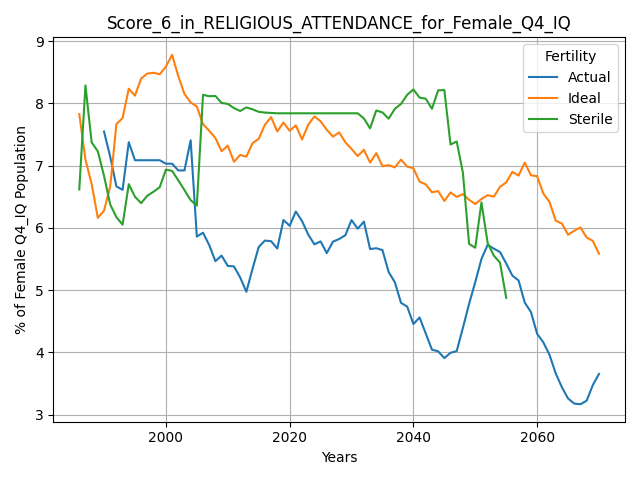 Score_6_in_RELIGIOUS_ATTENDANCE_for_Female_Q4_IQ
% of Female Q4_IQ Population
9
8
7
6
5
4
3
Fertility
Actual
Ideal
Sterile
2000 2020 2040 2060
Years